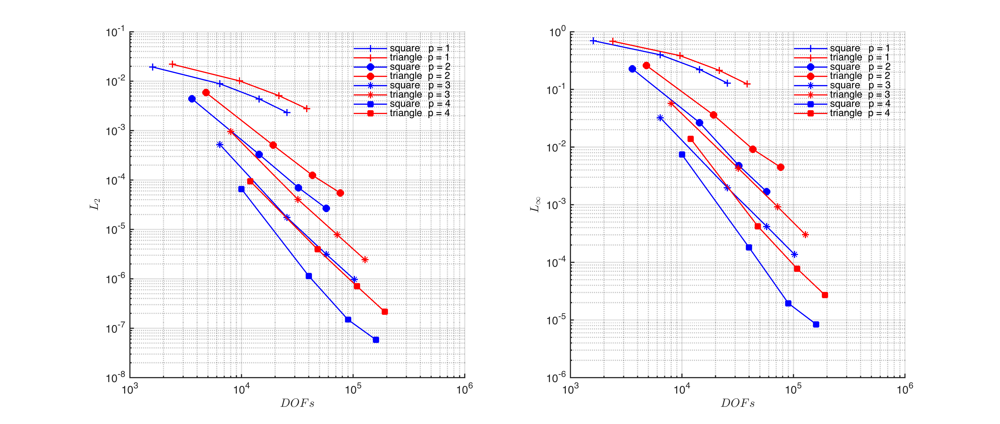 10^-1
10^-2
10^-3
10^-4
10^-5
10^-6
10^-7
10^-8
L_2
10^3
10^4
10^5
10^6
DOFs
square p = 1
triangle p = 1
square p = 2
triangle p = 2
square p = 3
triangle p = 3
square p = 4
triangle p = 4
10^0
10^-1
10^-2
10^-3
10^-4
10^-5
10^-6
L_∞
10^3
10^4
10^5
10^6
DOFs
square p = 1
triangle p = 1
square p = 2
triangle p = 2
square p = 3
triangle p = 3
square p = 4
triangle p = 4